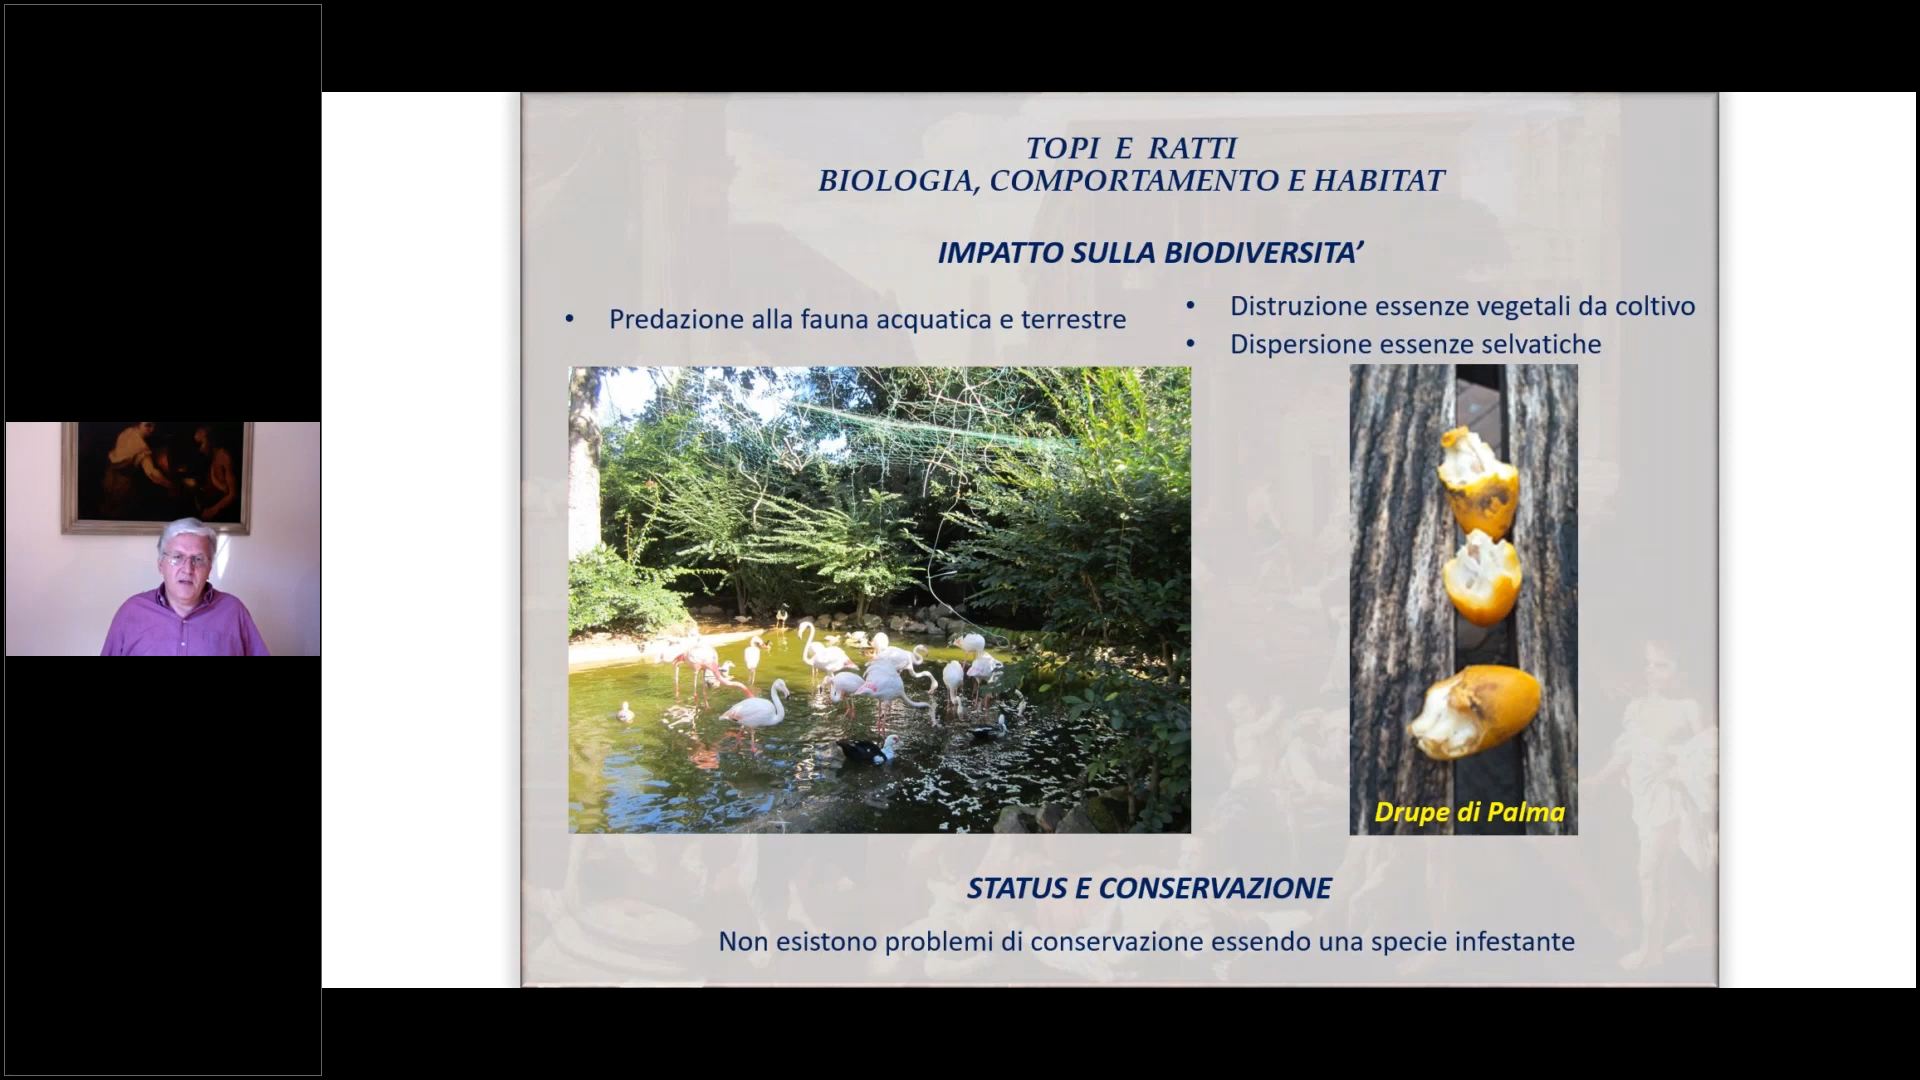 TOPI E RATTI
BIOLOGIA, COMPORTAMENTO E HABITAT
IMPATTO SULLA BIODIVERSITA’
• Predazione alla fauna acquatica e terrestre
• Distruzione essenze vegetali da coltivo
• Dispersione essenze selvatiche
Drupe di Palma
STATUS E CONSERVAZIONE
Non esistono problemi di conservazione essendo una specie infestante